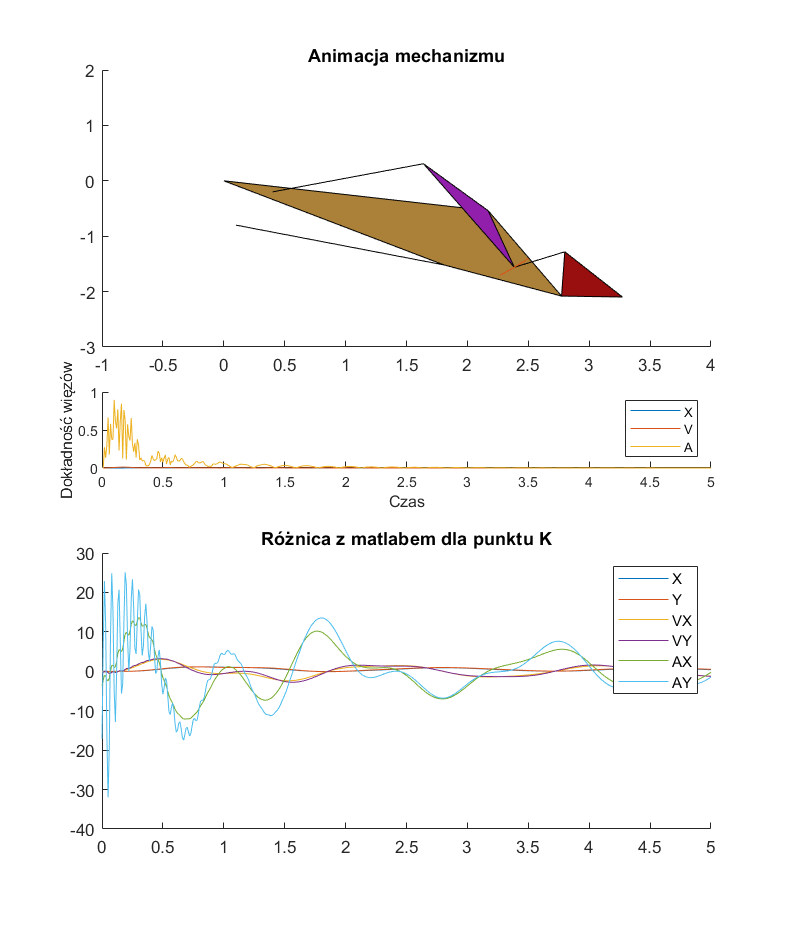 Animacja mechanizmu
2
1
0
-1
-2
-3
-1 -0.5 0 0.5 1 1.5 2 2.5 3 3.5 4
Dokładność więzów
1
0.5
0
X
V
A
0 0.5 1 1.5 2 2.5 3 3.5 4 4.5 5
Czas
Różnica z matlabem dla punktu K
30
20
10
0
-10
-20
-30
-40
X
Y
VX
VY
AX
AY
0 0.5 1 1.5 2 2.5 3 3.5 4 4.5 5